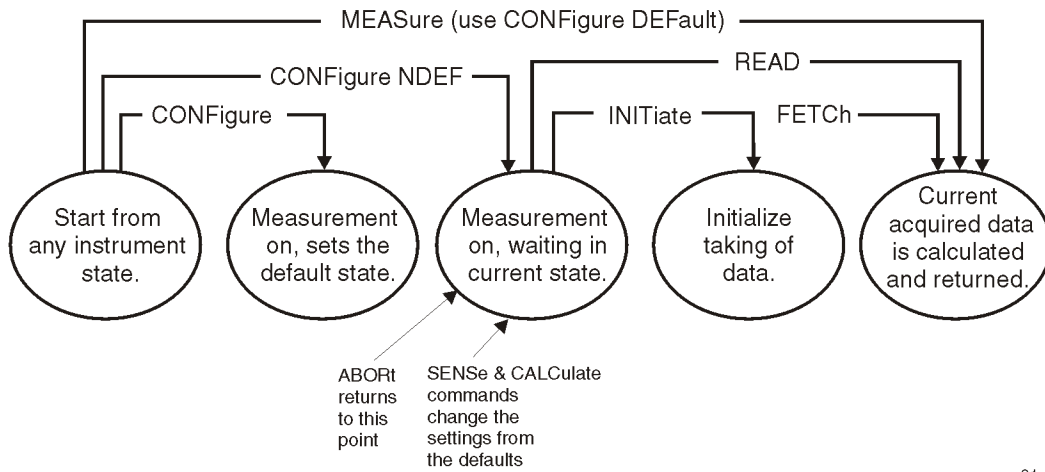 MEASure (use CONFigure DEFault)
CONFigure NDEF
READ
CONFigure
INITiate
FETCh
Start from
any instrument
state.
Measurement
on, sets the
default state.
Measurement
on, waiting in
current state.
Initialize
taking of
data.
Current
acquired data
is calculated
and returned.
ABORt
returns
to this
point
SENSe & CALCulate
commands
change the
settings from
the defaults